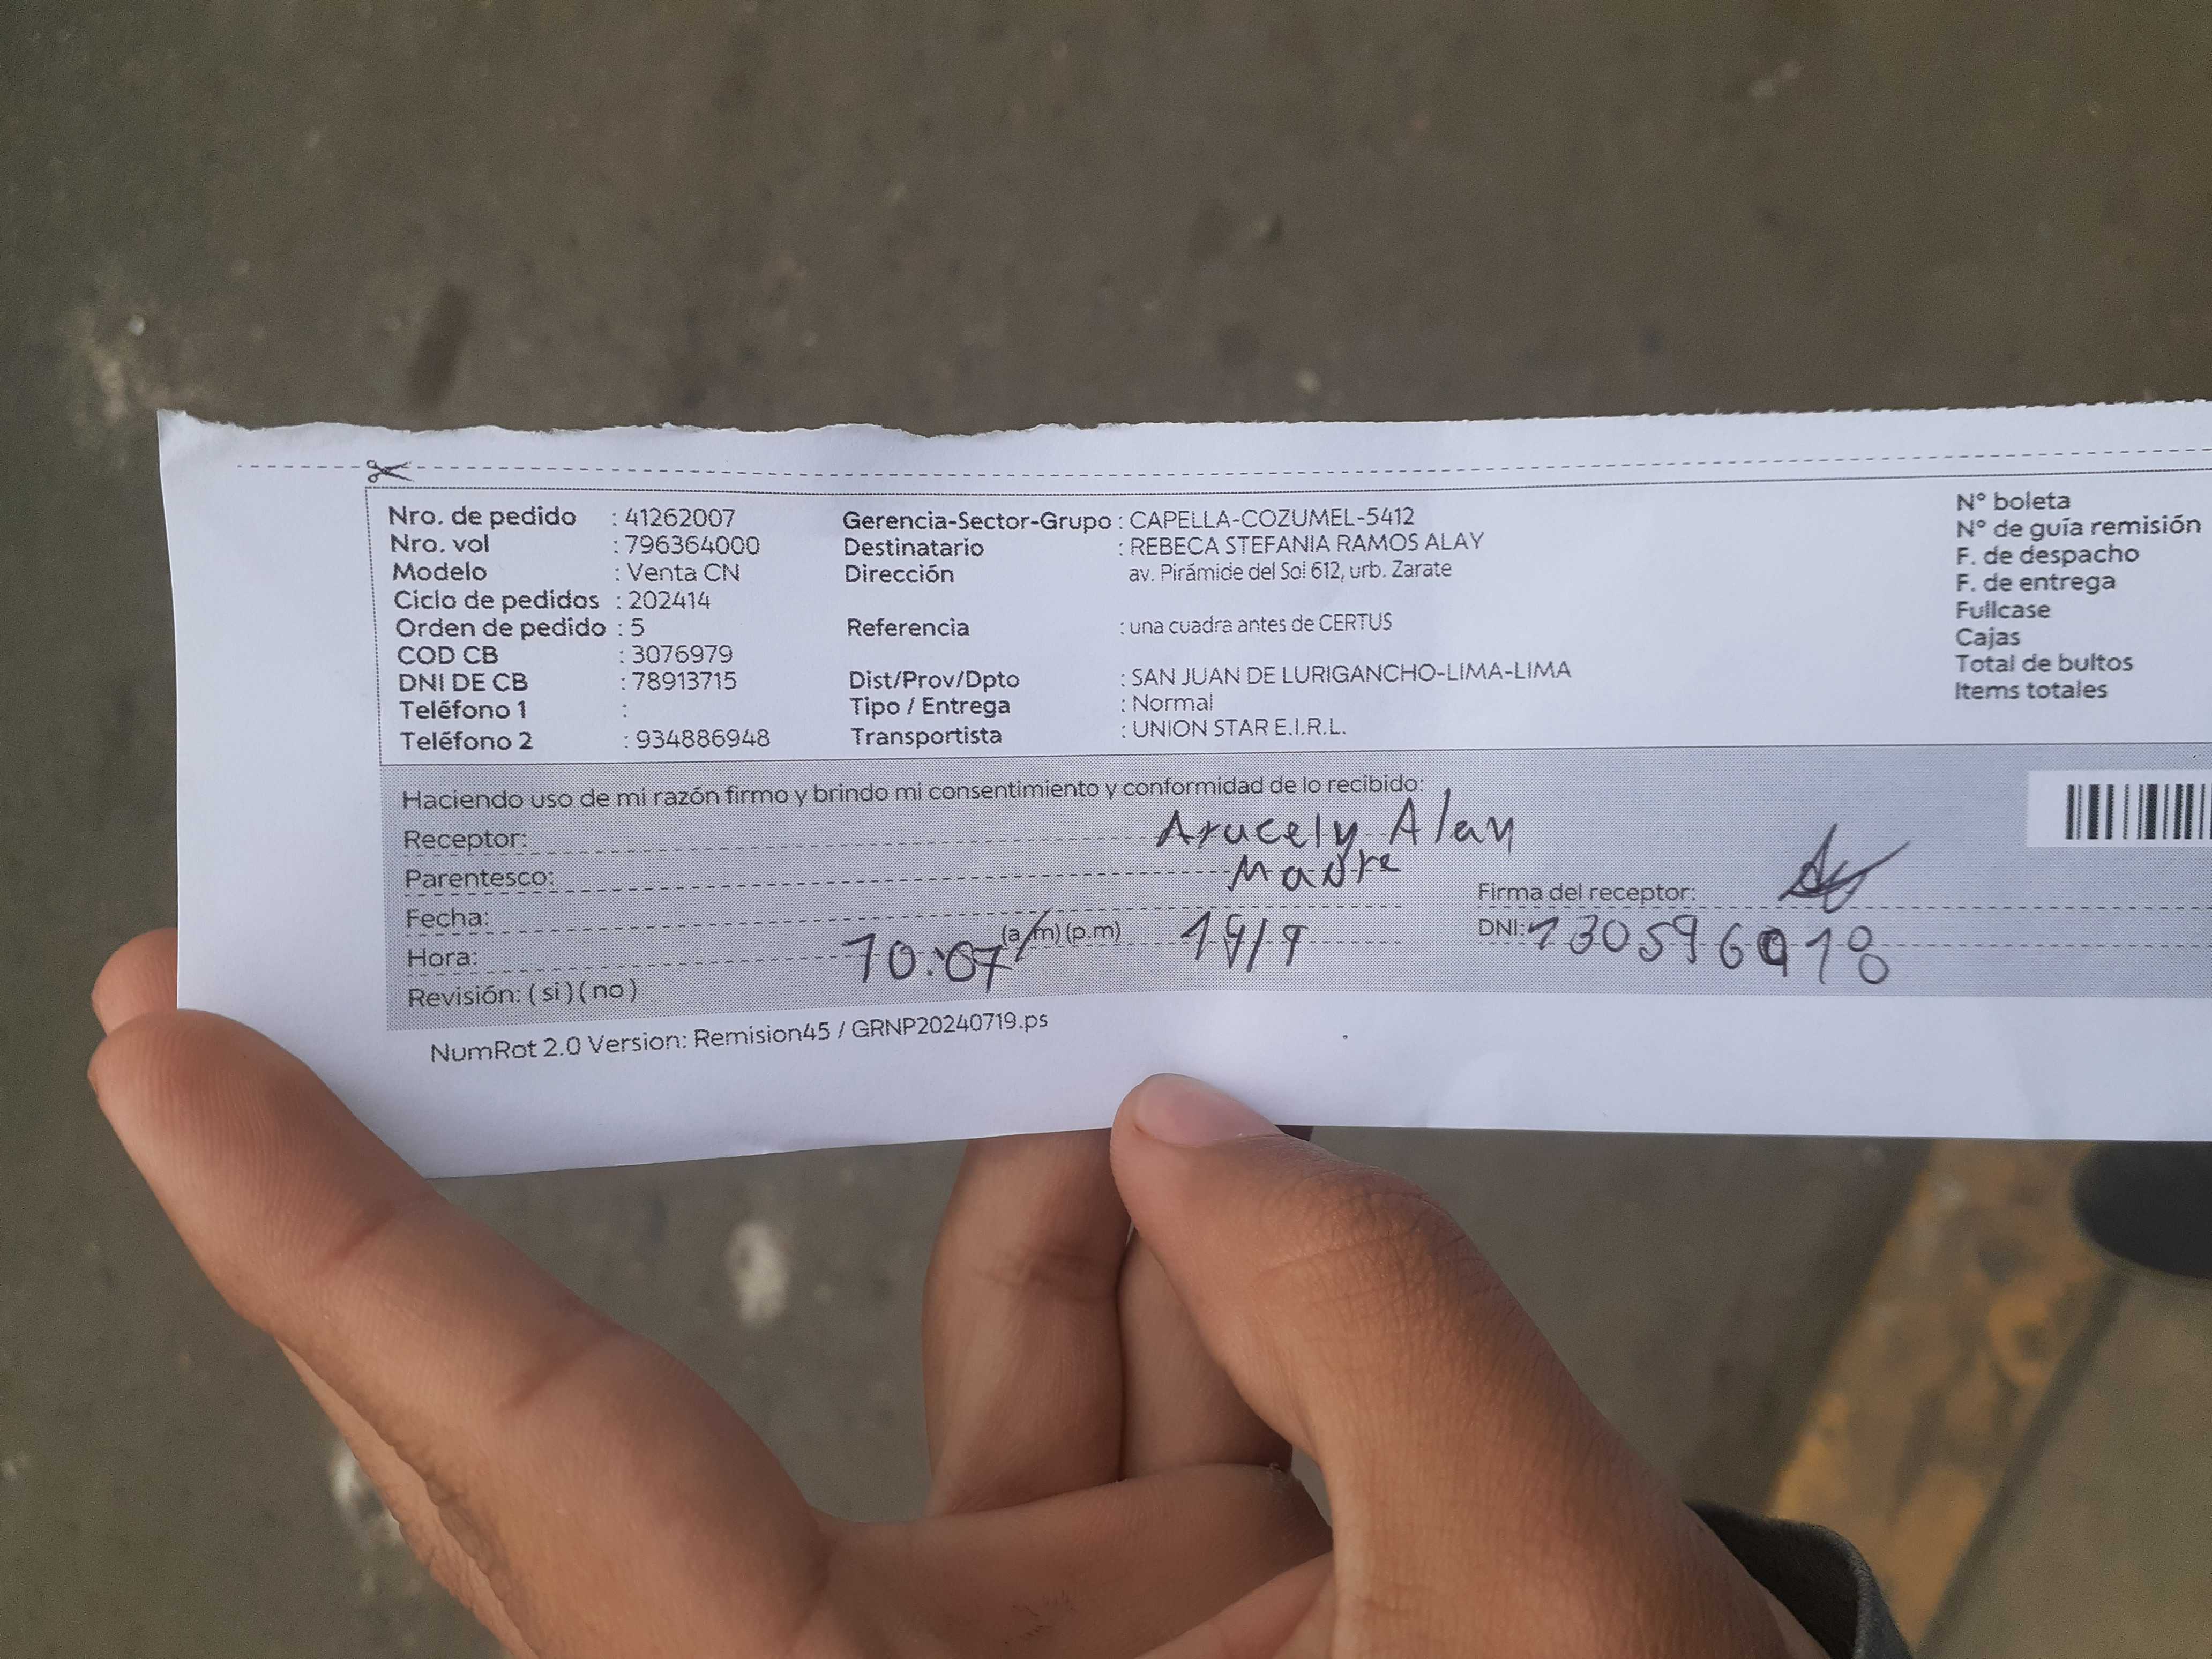 Nro. de pedido : 41262007
Nro. vol : 796364000
Modelo : Venta CN
Ciclo de pedidos : 202414
Orden de pedido : 5
COD CB : 3076979
DNI DE CB : 78913715
Teléfono 1 :
Teléfono 2 : 934886948
Gerencia-Sector-Grupo : CAPELLA-COZUMEL-5412
Destinatario : REBECA STEFANIA RAMOS ALAY
Dirección av. Pirámide del Sol 612, urb. Zarate
Referencia : una cuadra antes de CERTUS
Dist/Prov/Dpto : SAN JUAN DE LURIGANCHO-LIMA-LIMA
Tipo / Entrega : Normal
Transportista : UNION STAR E.I.R.L.
N° boleta
N° de guía remisión
F. de despacho
F. de entrega
Fullcase
Cajas
Total de bultos
Items totales
Haciendo uso de mi razón firmo y brindo mi consentimiento y conformidad de lo recibido:
Receptor: Aracely Alay
Parentesco: Madre
Fecha:
Hora: 10:07 (a.m) (p.m)
Revisión: ( si ) ( no )
Firma del receptor:
DNI:
NumRot 2.0 Version: Remision45 / GRNP20240719.ps